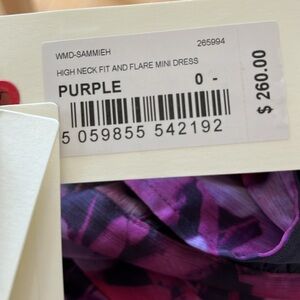 WMD-SAMMIEH 265994
HIGH NECK FIT AND FLARE MINI DRESS
PURPLE 0 -
5 059855 542192
$ 260.00